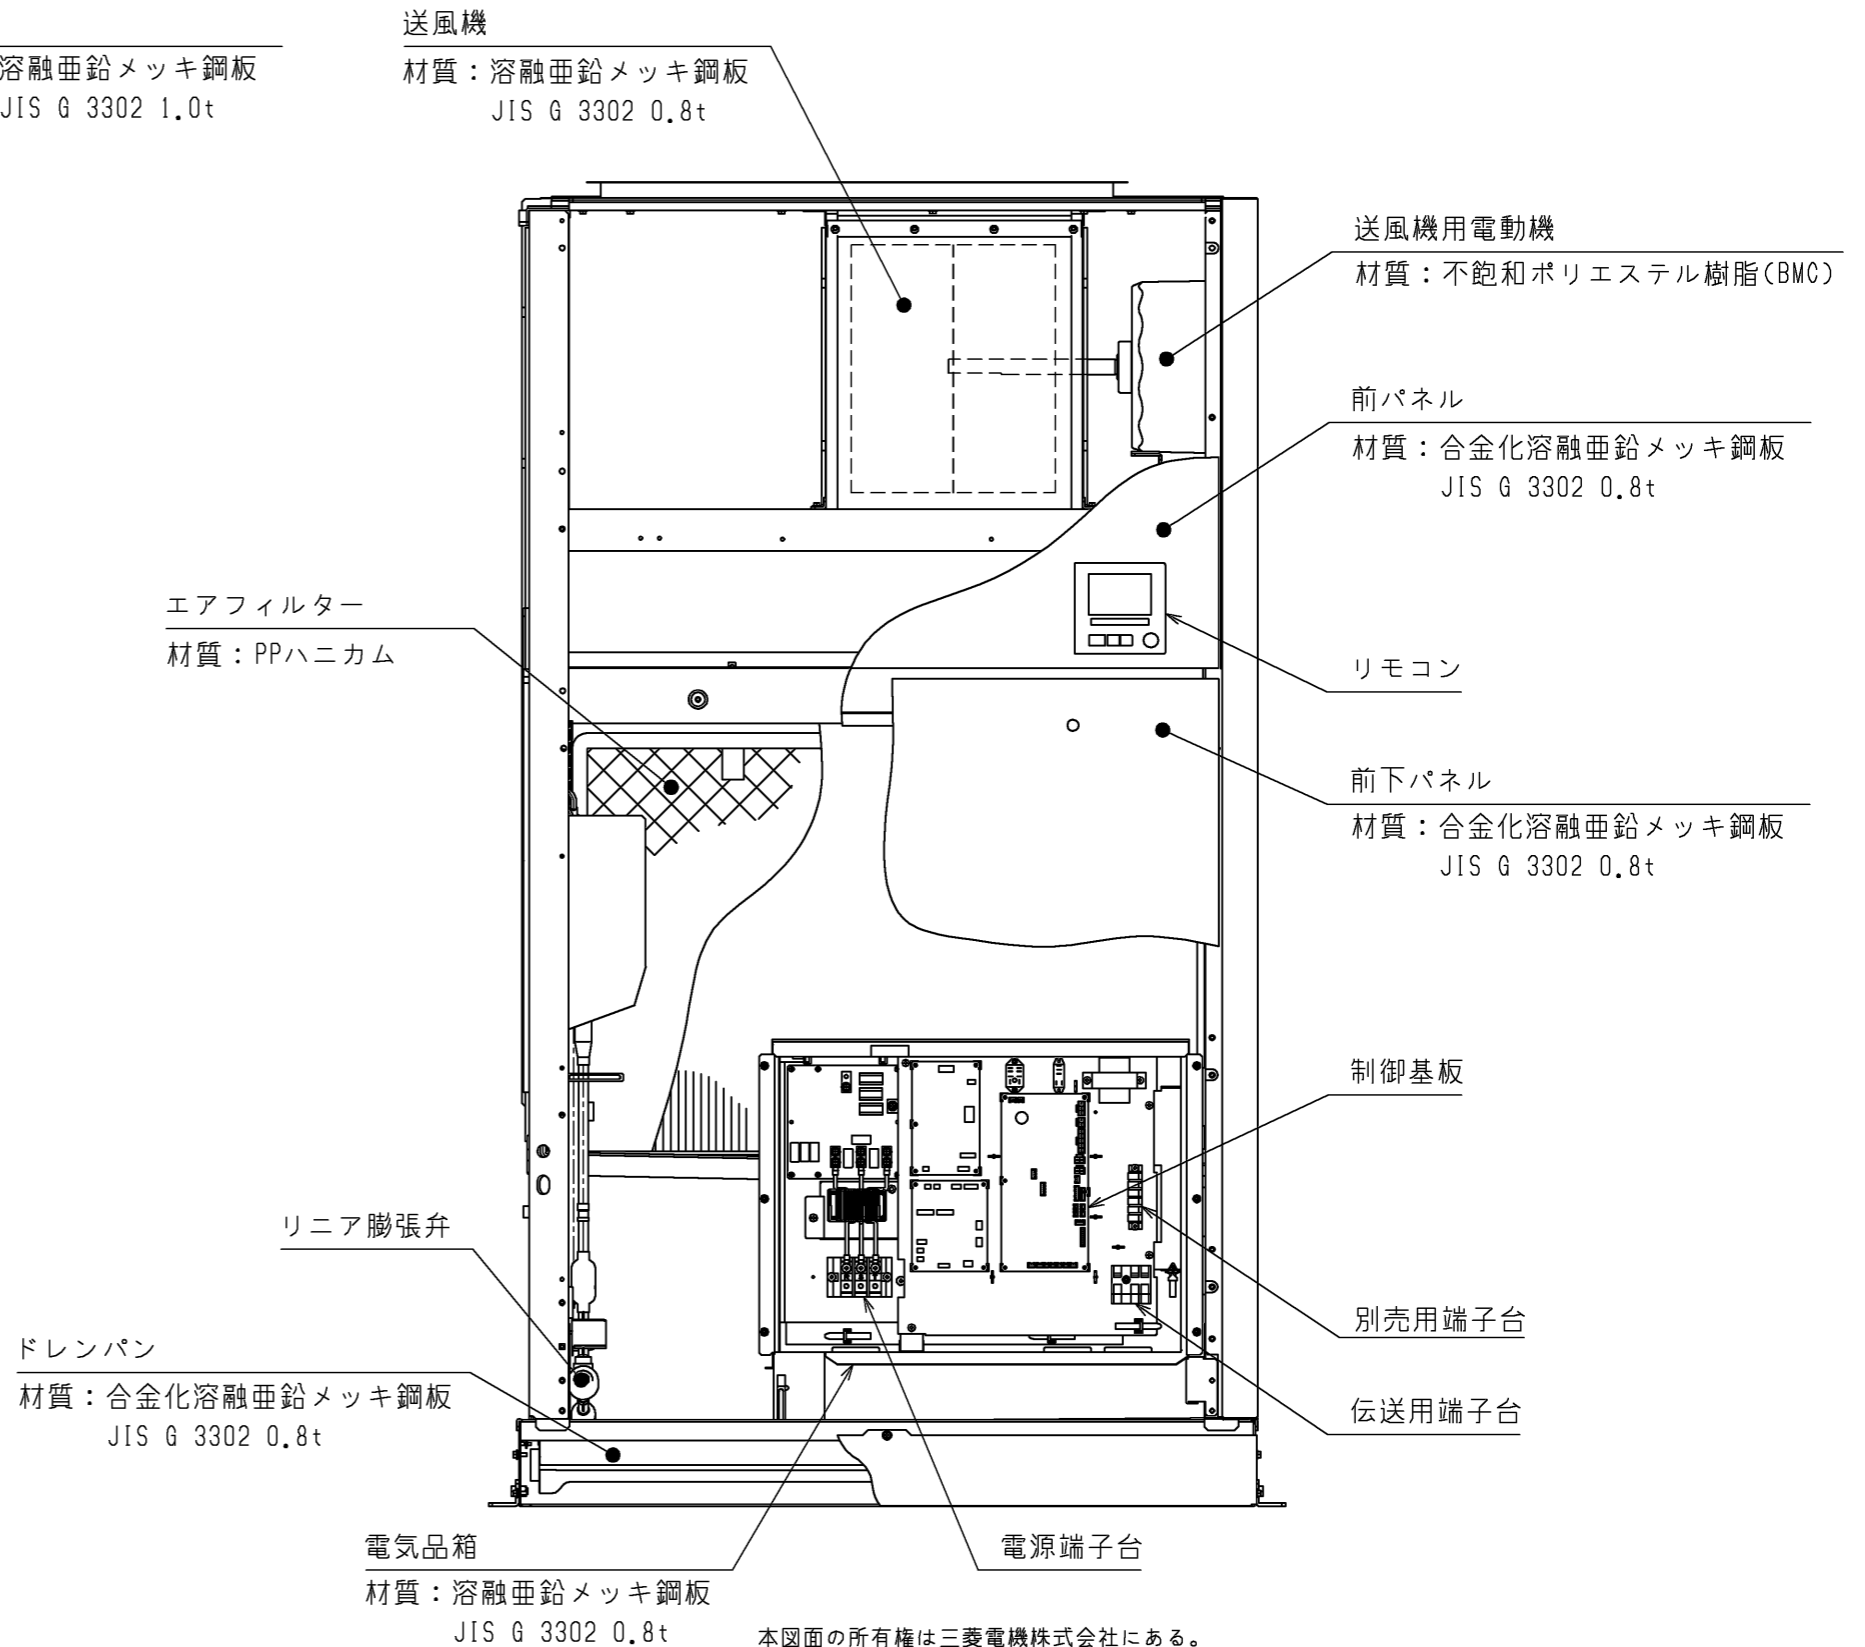 溶融亜鉛メッキ鋼板
JIS G 3302 1.0t
送風機
材質：溶融亜鉛メッキ鋼板
JIS G 3302 0.8t
送風機用電動機
材質：不飽和ポリエステル樹脂(BMC)
前パネル
材質：合金化溶融亜鉛メッキ鋼板
JIS G 3302 0.8t
エアフィルター
材質：PPハニカム
リモコン
前下パネル
材質：合金化溶融亜鉛メッキ鋼板
JIS G 3302 0.8t
制御基板
リニア膨張弁
別売用端子台
ドレンパン
材質：合金化溶融亜鉛メッキ鋼板
JIS G 3302 0.8t
伝送用端子台
電気品箱
材質：溶融亜鉛メッキ鋼板
JIS G 3302 0.8t
電源端子台
本図面の所有権は三菱電機株式会社にある。